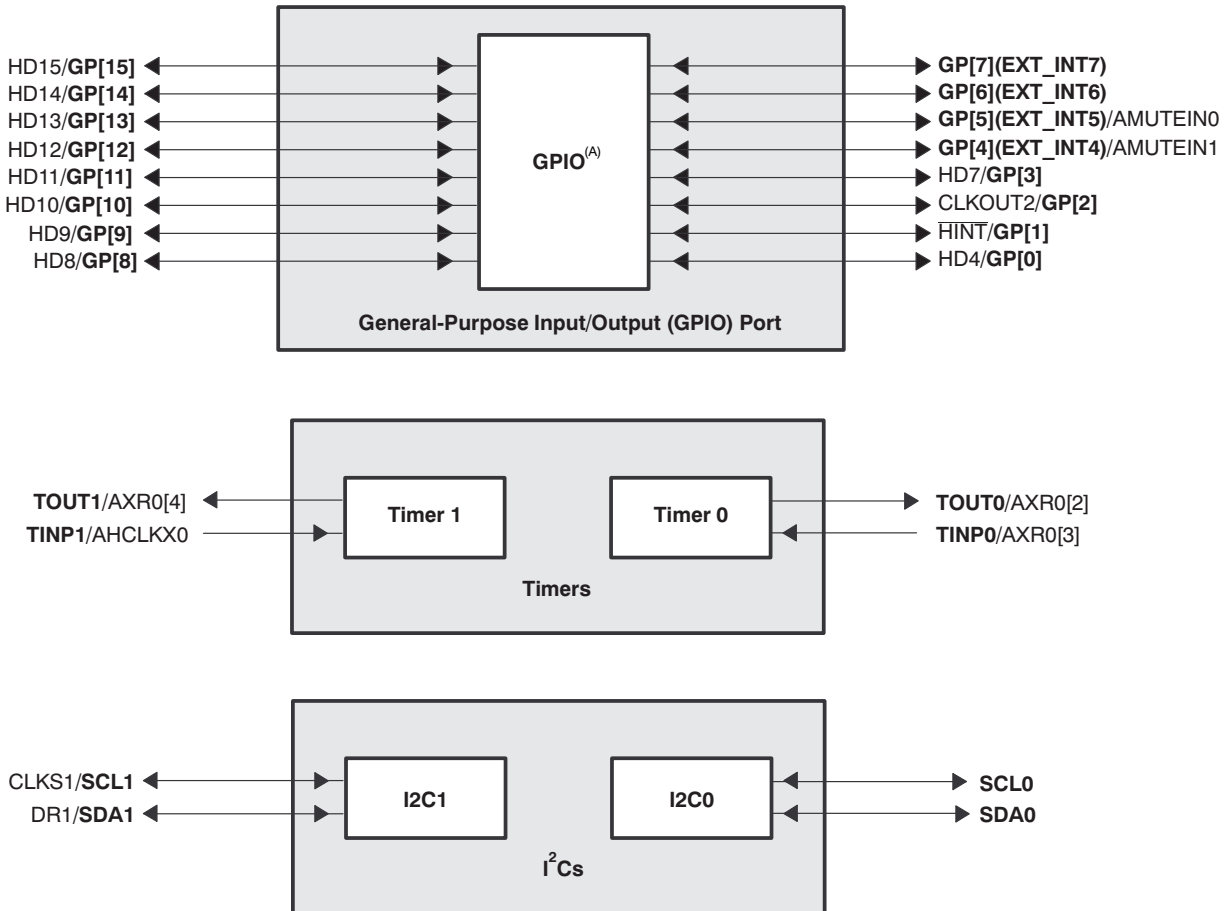 HD15/GP[15]
HD14/GP[14]
HD13/GP[13]
HD12/GP[12]
HD11/GP[11]
HD10/GP[10]
HD9/GP[9]
HD8/GP[8]
GPIO(A)
GP[7](EXT_INT7)
GP[6](EXT_INT6)
GP[5](EXT_INT5)/AMUTEIN0
GP[4](EXT_INT4)/AMUTEIN1
HD7/GP[3]
CLKOUT2/GP[2]
HINT/GP[1]
HD4/GP[0]
General-Purpose Input/Output (GPIO) Port
TOUT1/AXR0[4]
TINP1/AHCLKX0
Timer 1
Timer 0
TOUT0/AXR0[2]
TINP0/AXR0[3]
Timers
CLKS1/SCL1
DR1/SDA1
I2C1
I2C0
SCL0
SDA0
I²Cs